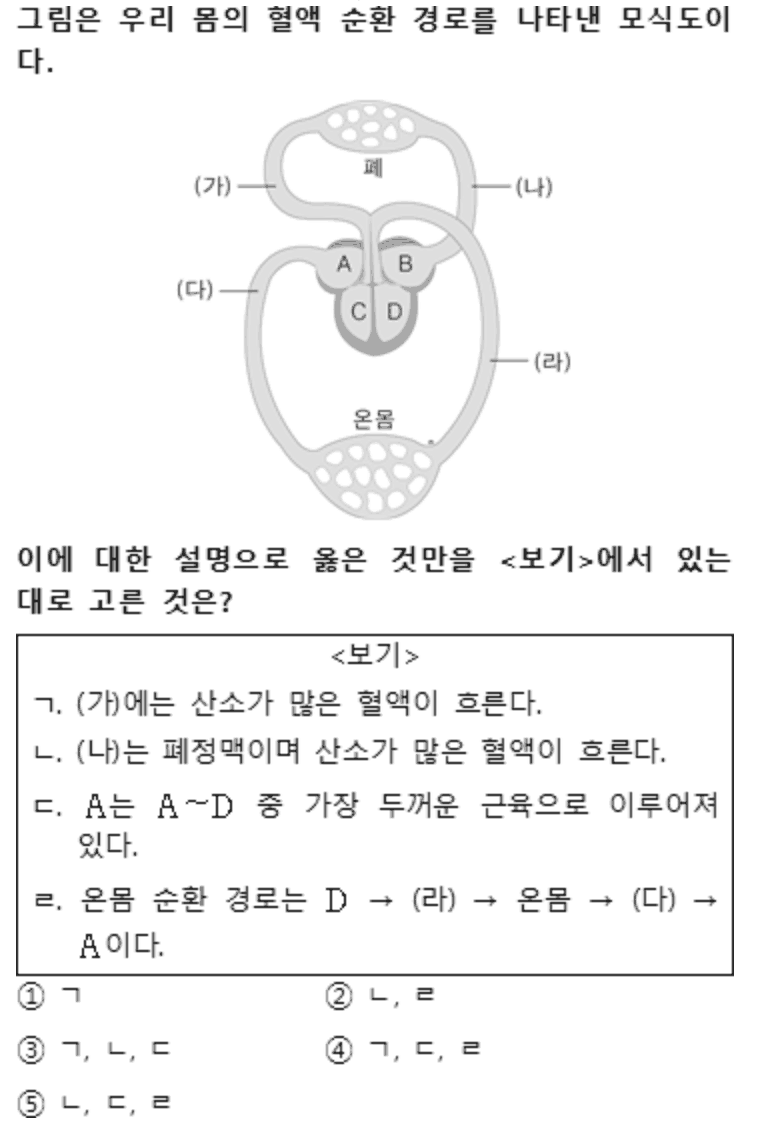 그림은 우리 몸의 혈액 순환 경로를 나타낸 모식도이
다.
폐
(가)
(나)
A
B
(다)
C
D
(라)
온몸
이에 대한 설명으로 옳은 것만을 <보기>에서 있는
대로 고른 것은?
<보기>
ㄱ. (가)에는 산소가 많은 혈액이 흐른다.
ㄴ. (나)는 폐정맥이며 산소가 많은 혈액이 흐른다.
ㄷ. A는 A~D 중 가장 두꺼운 근육으로 이루어져
있다.
ㄹ. 온몸 순환 경로는 D → (라) → 온몸 → (다) →
A이다.
① ㄱ ② ㄴ, ㄹ
③ ㄱ, ㄴ, ㄷ ④ ㄱ, ㄷ, ㄹ
⑤ ㄴ, ㄷ, ㄹ